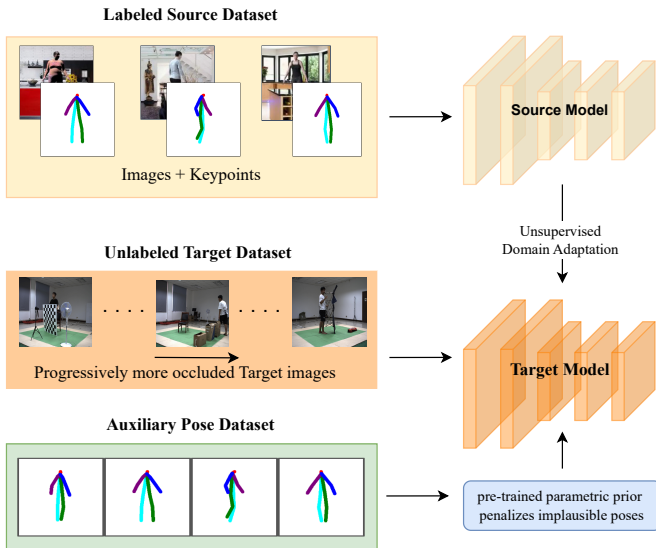 Labeled Source Dataset
Images + Keypoints
Source Model
Unsupervised
Domain Adaptation
Unlabeled Target Dataset
. . . . . . . .
Progressively more occluded Target images
Target Model
Auxiliary Pose Dataset
pre-trained parametric prior
penalizes implausible poses